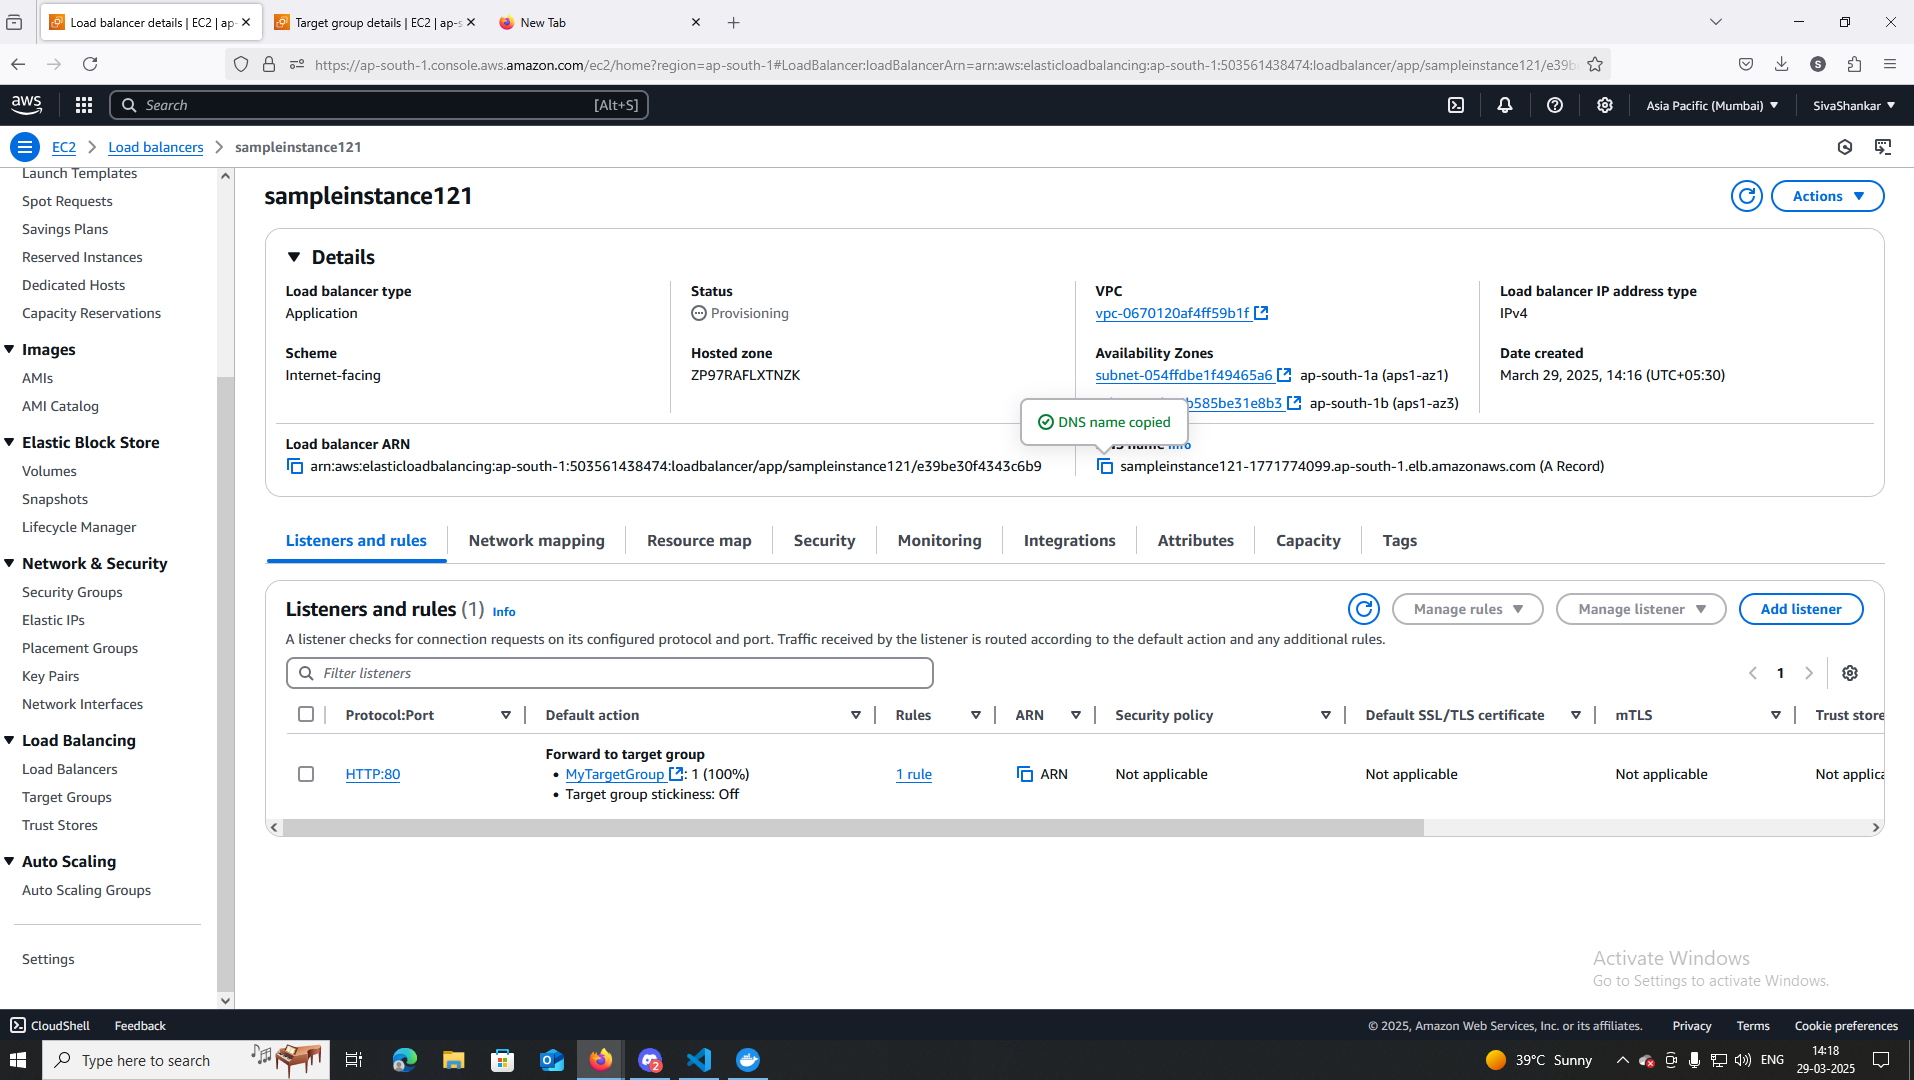 Load balancer details | EC2 | ap-
Target group details | EC2 | ap-s
New Tab
https://ap-south-1.console.aws.amazon.com/ec2/home?region=ap-south-1#LoadBalancer:loadBalancerArn=arn:aws:elasticloadbalancing:ap-south-1:503561438474:loadbalancer/app/sampleinstance121/e39b
S
aws
Search
[Alt+S]
Asia Pacific (Mumbai)
SivaShankar
EC2
Load balancers
sampleinstance121
Launch Templates
Spot Requests
Savings Plans
Reserved Instances
Dedicated Hosts
Capacity Reservations
Images
AMIs
AMI Catalog
Elastic Block Store
Volumes
Snapshots
Lifecycle Manager
Network & Security
Security Groups
Elastic IPs
Placement Groups
Key Pairs
Network Interfaces
Load Balancing
Load Balancers
Target Groups
Trust Stores
Auto Scaling
Auto Scaling Groups
Settings
sampleinstance121
Actions
Details
Load balancer type
Application
Status
Provisioning
VPC
vpc-0670120af4ff59b1f
Load balancer IP address type
IPv4
Scheme
Internet-facing
Hosted zone
ZP97RAFLXTNZK
Availability Zones
subnet-054ffdbe1f49465a6 ap-south-1a (aps1-az1)
b585be31e8b3 ap-south-1b (aps1-az3)
Date created
March 29, 2025, 14:16 (UTC+05:30)
DNS name copied
Load balancer ARN
arn:aws:elasticloadbalancing:ap-south-1:503561438474:loadbalancer/app/sampleinstance121/e39be30f4343c6b9
name Info
sampleinstance121-1771774099.ap-south-1.elb.amazonaws.com (A Record)
Listeners and rules
Network mapping
Resource map
Security
Monitoring
Integrations
Attributes
Capacity
Tags
Listeners and rules (1) Info
Manage rules
Manage listener
Add listener
A listener checks for connection requests on its configured protocol and port. Traffic received by the listener is routed according to the default action and any additional rules.
Filter listeners
1
Protocol:Port
Default action
Rules
ARN
Security policy
Default SSL/TLS certificate
mTLS
Trust store
HTTP:80
Forward to target group
• MyTargetGroup : 1 (100%)
• Target group stickiness: Off
1 rule
ARN
Not applicable
Not applicable
Not applicable
Not applica
Activate Windows
Go to Settings to activate Windows.
CloudShell
Feedback
© 2025, Amazon Web Services, Inc. or its affiliates.
Privacy
Terms
Cookie preferences
Type here to search
2
39°C Sunny
ENG
14:18
29-03-2025